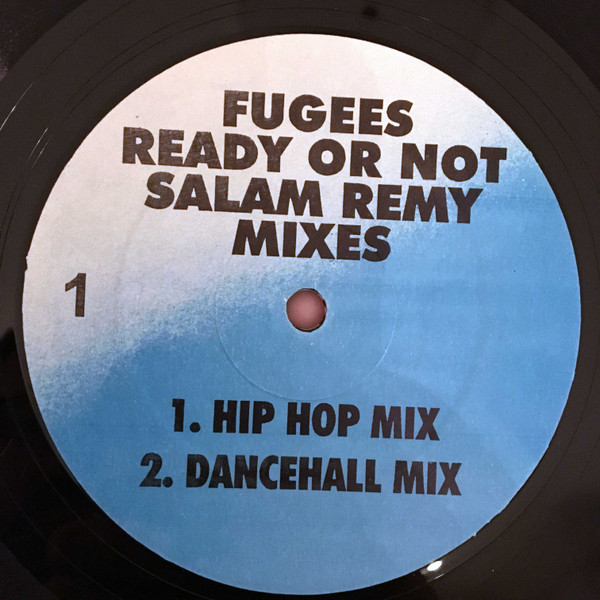 FUGEES
READY OR NOT
SALAM REMY
MIXES
1
1. HIP HOP MIX
2. DANCEHALL MIX